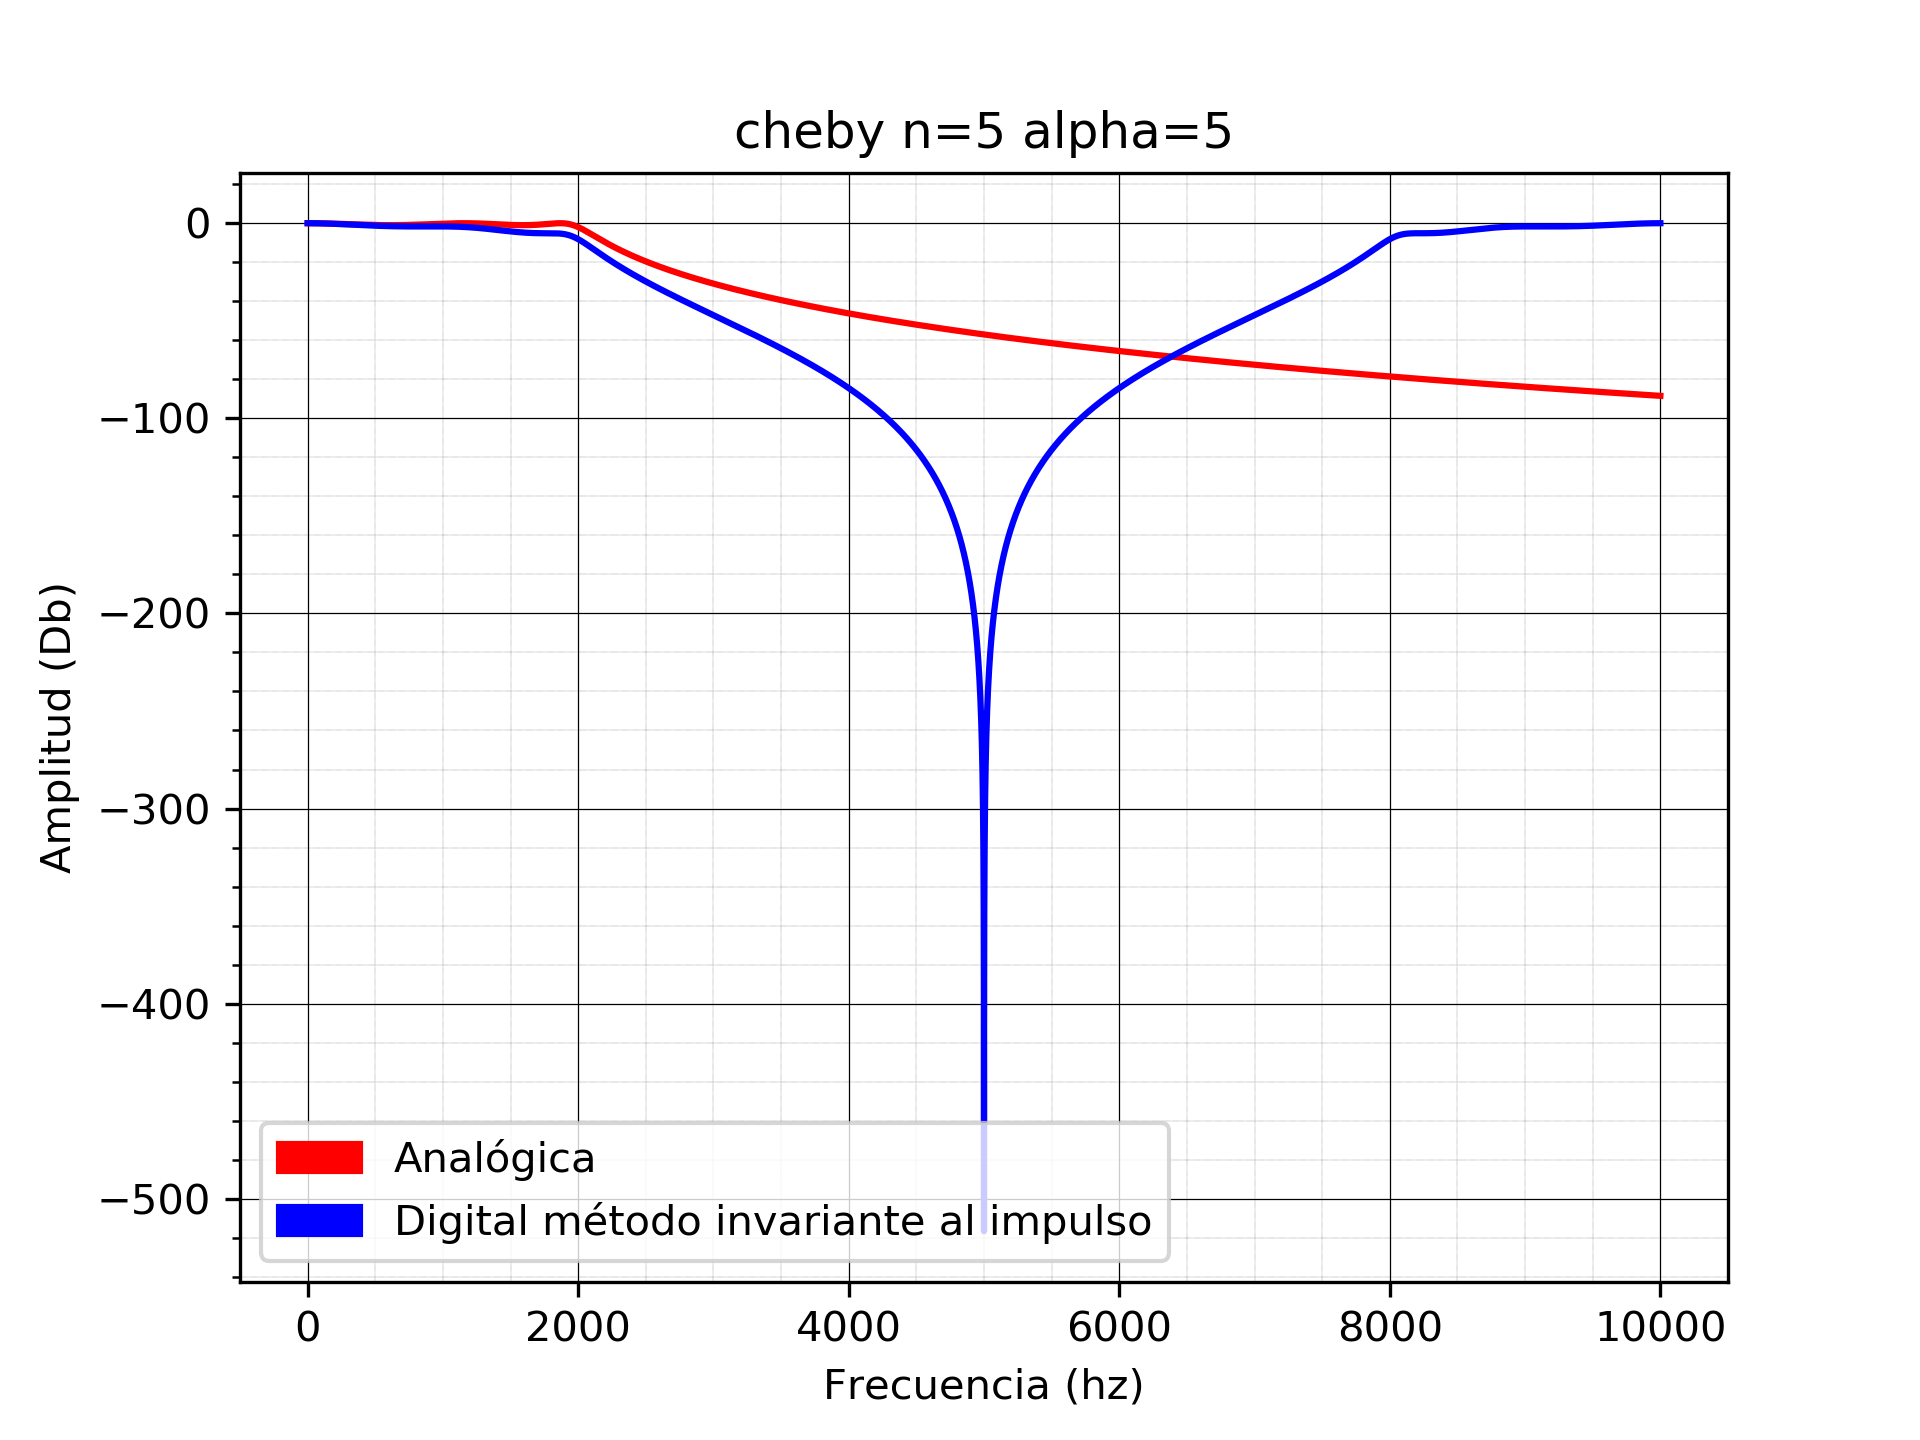 cheby n=5 alpha=5
Amplitud (Db)
0
−100
−200
−300
−400
−500
Analógica
Digital método invariante al impulso
0 2000 4000 6000 8000 10000
Frecuencia (hz)